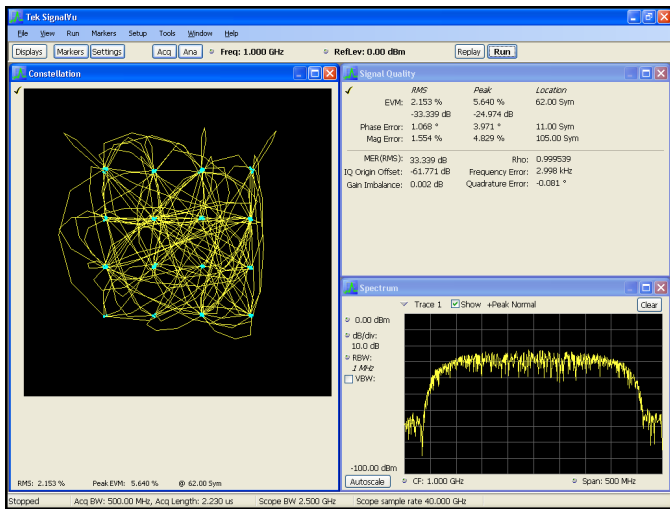 Tek SignalVu
File View Run Markers Setup Tools Window Help
Displays Markers Settings Acq Ana Freq: 1.000 GHz RefLev: 0.00 dBm Replay Run
Constellation
RMS: 2.153 % Peak EVM: 5.640 % @ 62.00 Sym
Signal Quality
RMS Peak Location
EVM: 2.153 % 5.640 % 62.00 Sym
-33.339 dB -24.974 dB
Phase Error: 1.068 ° 3.971 ° 11.00 Sym
Mag Error: 1.554 % 4.829 % 105.00 Sym
MER(RMS): 33.339 dB Rho: 0.999539
IQ Origin Offset: -61.771 dB Frequency Error: 2.998 kHz
Gain Imbalance: 0.002 dB Quadrature Error: -0.081 °
Spectrum
Trace 1 Show +Peak Normal Clear
0.00 dBm
dB/div:
10.0 dB
RBW:
1 MHz
VBW:
-100.00 dBm
Autoscale CF: 1.000 GHz Span: 500 MHz
Stopped Acq BW: 500.00 MHz, Acq Length: 2.230 us Scope BW 2.500 GHz Scope sample rate 40.000 GHz